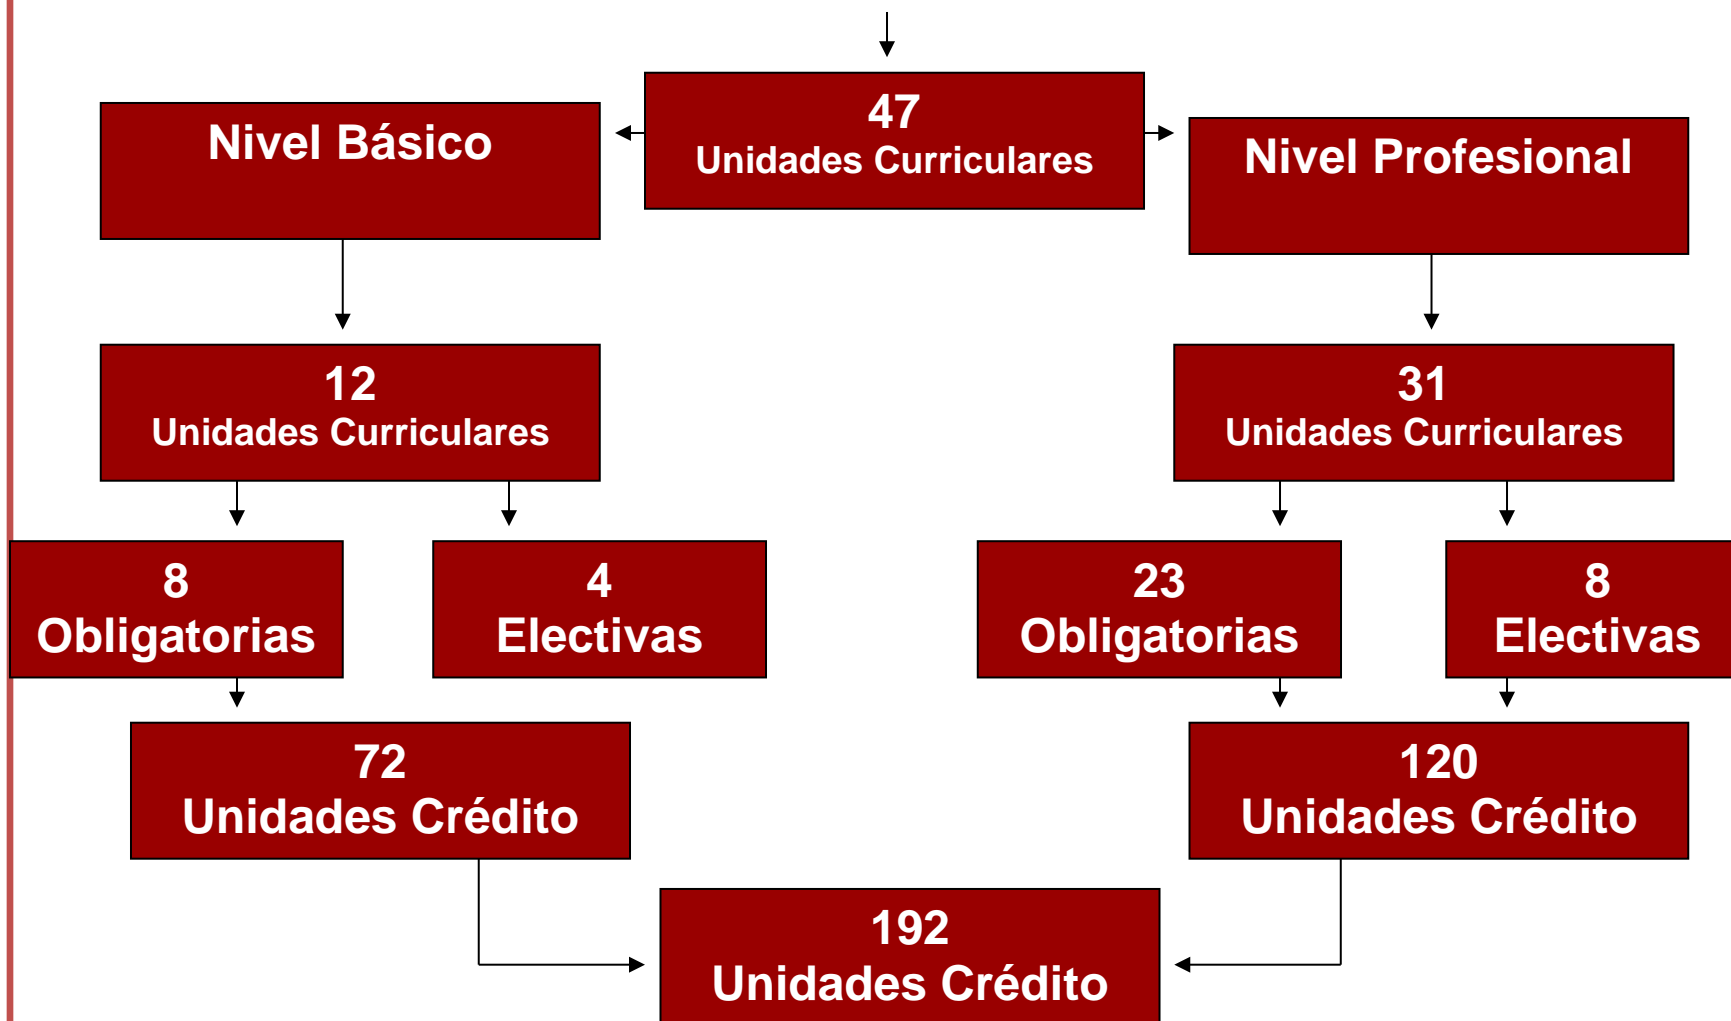 47
Unidades Curriculares
Nivel Básico
Nivel Profesional
12
Unidades Curriculares
31
Unidades Curriculares
8
Obligatorias
4
Electivas
23
Obligatorias
8
Electivas
72
Unidades Crédito
120
Unidades Crédito
192
Unidades Crédito